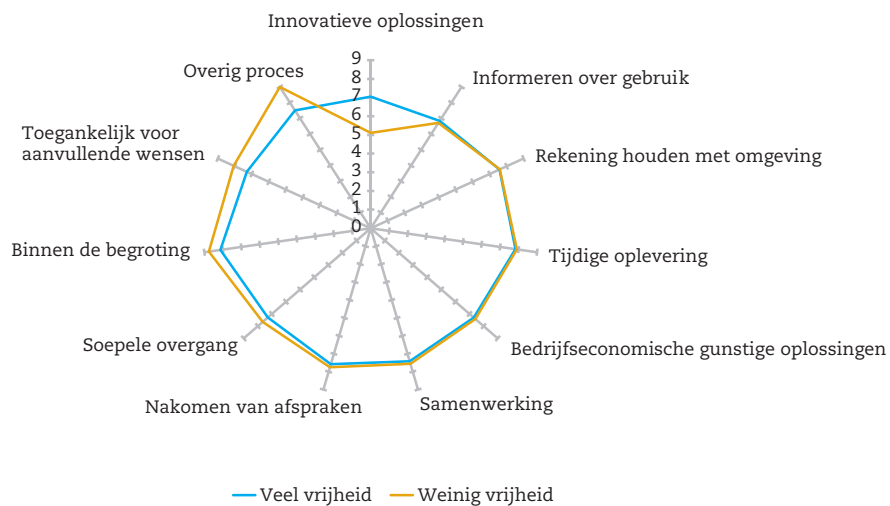 Innovatieve oplossingen
Informeren over gebruik
Rekening houden met omgeving
Tijdige oplevering
Bedrijfseconomische gunstige oplossingen
Samenwerking
Nakomen van afspraken
Soepele overgang
Binnen de begroting
Toegankelijk voor
aanvullende wensen
Overig proces
9
8
7
6
5
4
3
2
1
0
Veel vrijheid
Weinig vrijheid